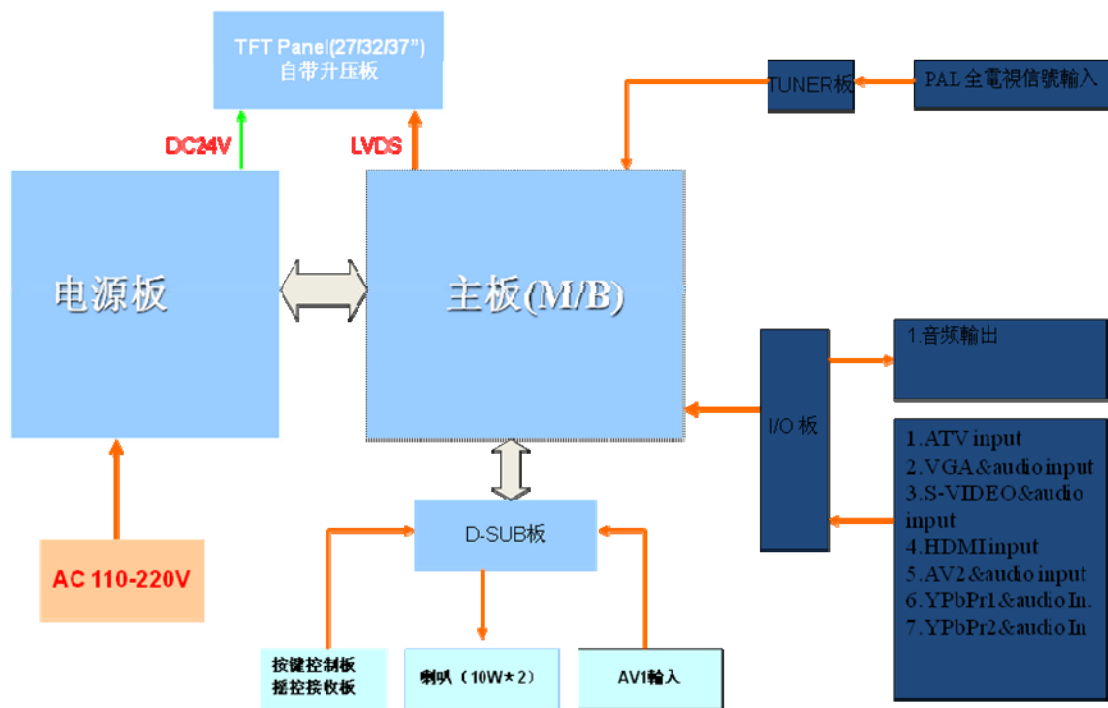 TFT Panel(27/32/37”)
自带升压板
TUNER板
PAL 全電視信號輸入
DC24V
LVDS
电源板
主板(M/B)
1.音频輸出
I/O 板
1.ATV input
2.VGA&audio input
3.S-VIDEO&audio
input
4.HDMI input
5.AV2 &audio input
6.YPbPr1&audio In.
7.YPbPr2&audio In
D-SUB板
AC 110-220V
按键控制板
摇控接收板
喇叭（10W*2）
AV1輸入